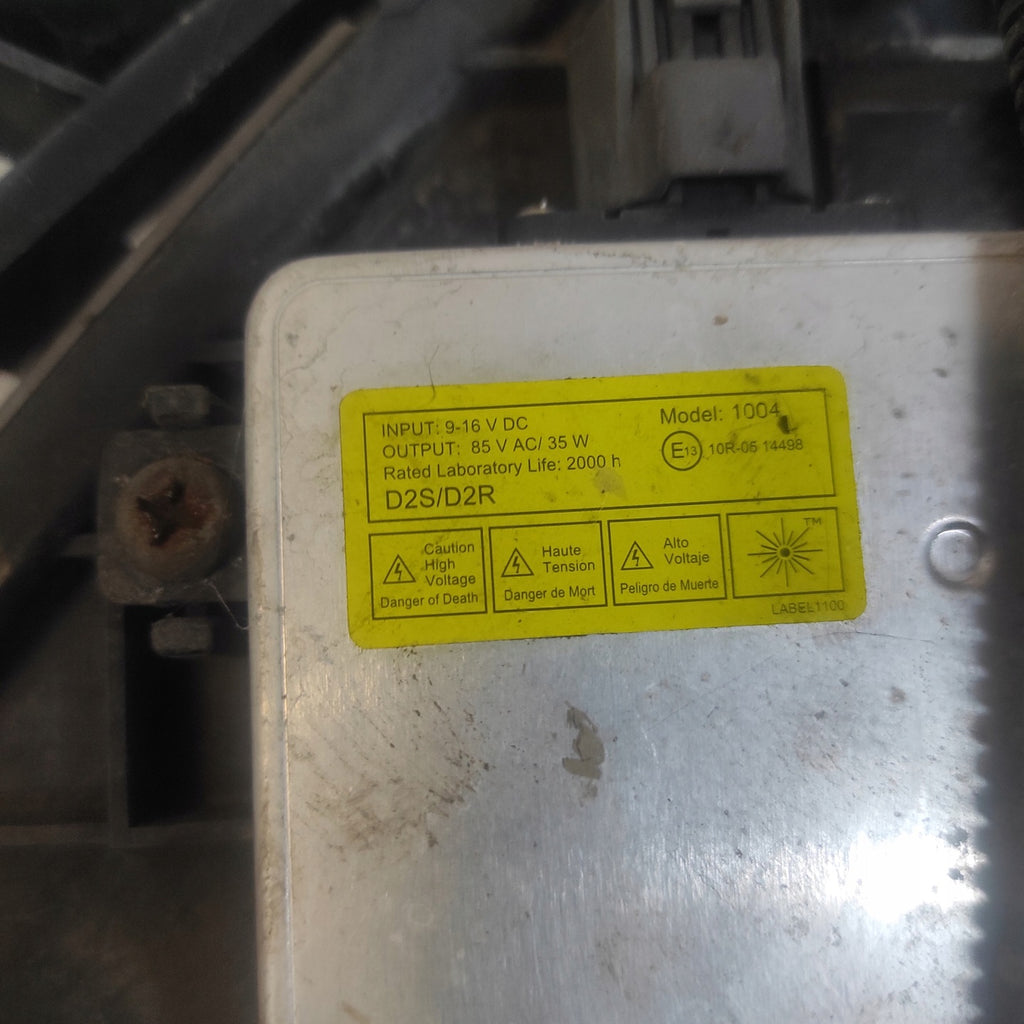 INPUT: 9-16 V DC
OUTPUT: 85 V AC/ 35 W
Rated Laboratory Life: 2000 h
D2S/D2R
Model: 1004
E13 10R-05 14498
Caution
High
Voltage
Danger of Death
Haute
Tension
Danger de Mort
Alto
Voltaje
Peligro de Muerte
TM
LABEL1100